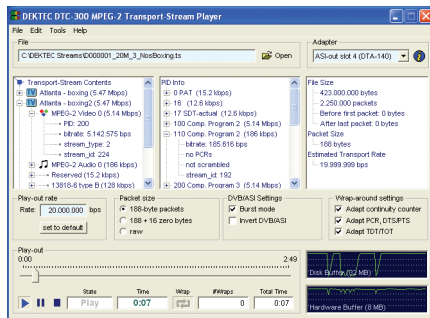 DEKTEC DTC-300 MPEG-2 Transport-Stream Player
File Edit Tools Help
File
C:\DEKTEC Streams\D000001_20M_3_NosBoxing.ts
Open
Adapter
ASI-out slot 4 (DTA-140)
Transport-Stream Contents
Atlanta - boxing (5.47 Mbps)
Atlanta - boxing2 (5.47 Mbps)
MPEG-2 Video 0 (5.14 Mbps)
PID: 200
bitrate: 5.142.575 bps
stream_type: 2
stream_id: 224
MPEG-2 Audio 0 (186 kbps)
Reserved (15.2 kbps)
13818-6 type B (128 kbps)
PID Info
0 PAT (15.2 kbps)
16 (12.6 kbps)
17 SDT-actual (12.6 kbps)
100 Comp. Program 2 (5.14 Mbps)
110 Comp. Program 2 (186 kbps)
bitrate: 185.616 bps
no PCRs
not scrambled
stream_id: 192
200 Comp. Program 3 (5.14 Mbps)
File Size
423.000.000 bytes
2.250.000 packets
Before first packet: 0 bytes
After last packet: 0 bytes
Packet Size
188 bytes
Estimated Transport Rate
19.999.999 bps
Play-out rate
Rate: 20.000.000 bps
set to default
Packet size
188-byte packets
188 + 16 zero bytes
raw
DVB/ASI Settings
Burst mode
Invert DVB/ASI
Wrap-around settings
Adapt continuity counter
Adapt PCR, DTS/PTS
Adapt TDT/TOT
Play-out
0:00 2:49
State Time Wrap #Wraps Total Time
Play 0:07 0 0:07
Disk Buffer (32 MB)
Hardware Buffer (8 MB)